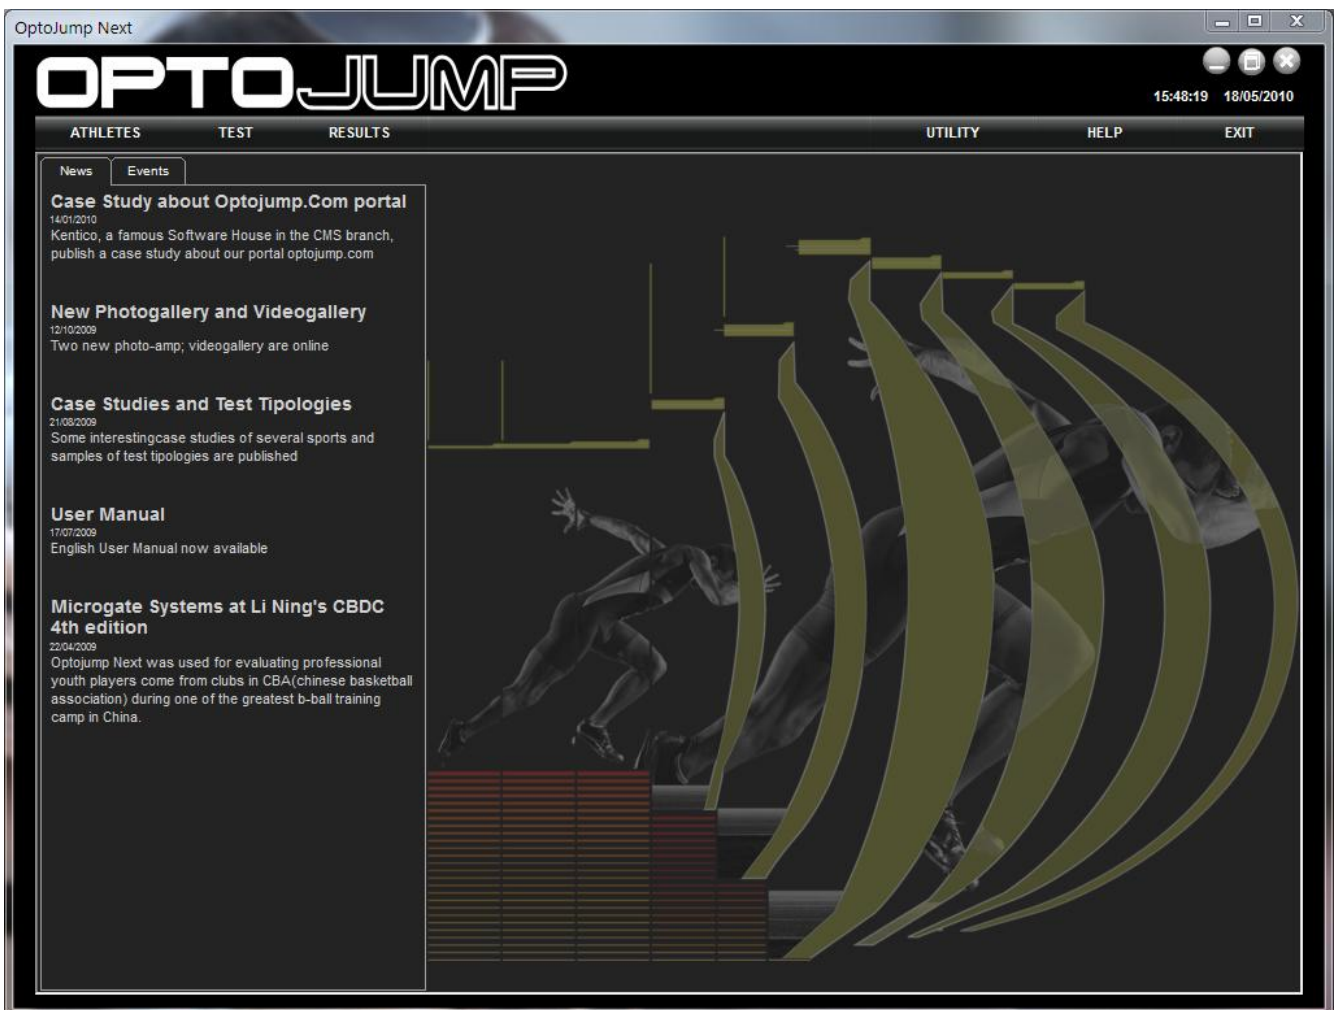 OptoJump Next
OPTOJUMP
15:48:19 18/05/2010
ATHLETES TEST RESULTS UTILITY HELP EXIT
News Events
Case Study about Optojump.Com portal
14/01/2010
Kentico, a famous Software House in the CMS branch,
publish a case study about our portal optojump.com
New Photogallery and Videogallery
12/10/2009
Two new photo-amp; videogallery are online
Case Studies and Test Tipologies
21/08/2009
Some interestingcase studies of several sports and
samples of test tipologies are published
User Manual
17/07/2009
English User Manual now available
Microgate Systems at Li Ning's CBDC
4th edition
22/04/2009
Optojump Next was used for evaluating professional
youth players come from clubs in CBA(chinese basketball
association) during one of the greatest b-ball training
camp in China.